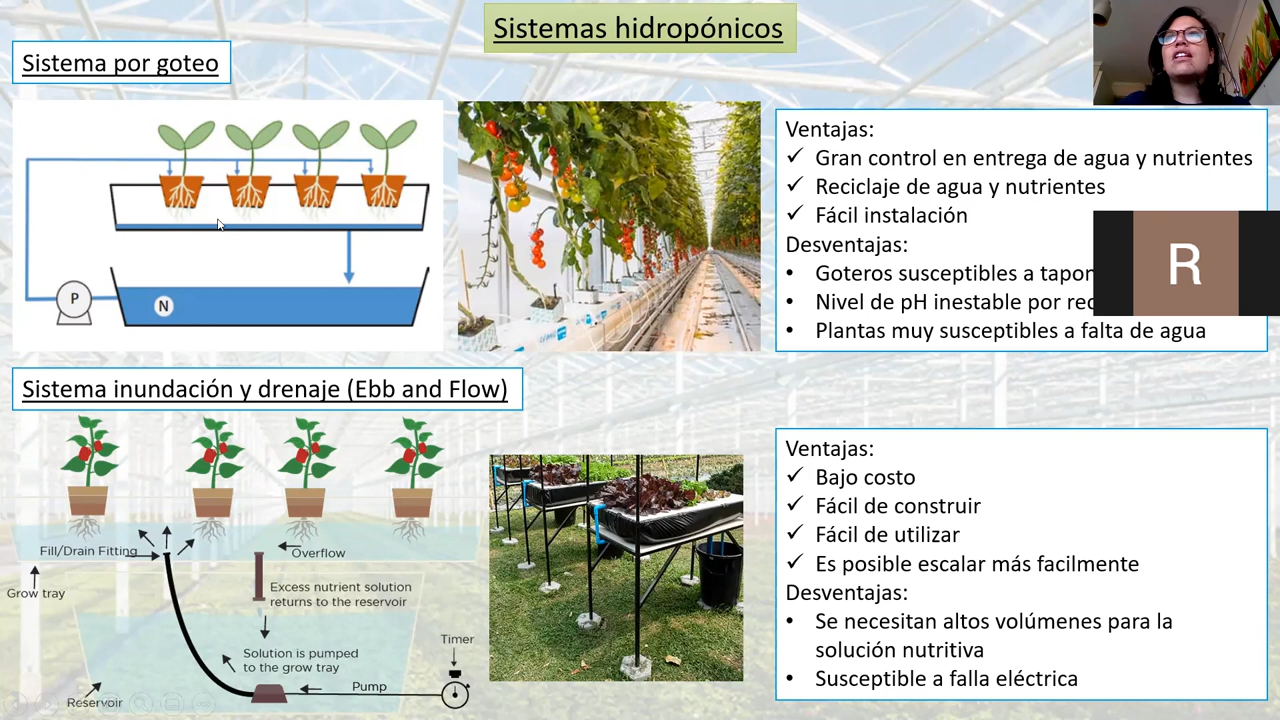 Sistemas hidropónicos
Sistema por goteo
P
N
Ventajas:
✓ Gran control en entrega de agua y nutrientes
✓ Reciclaje de agua y nutrientes
✓ Fácil instalación
Desventajas:
• Goteros susceptibles a tapon
• Nivel de pH inestable por rec
• Plantas muy susceptibles a falta de agua
R
Sistema inundación y drenaje (Ebb and Flow)
Fill/Drain Fitting
Overflow
Grow tray
Excess nutrient solution
returns to the reservoir
Solution is pumped
to the grow tray
Timer
Pump
Reservoir
Ventajas:
✓ Bajo costo
✓ Fácil de construir
✓ Fácil de utilizar
✓ Es posible escalar más facilmente
Desventajas:
• Se necesitan altos volúmenes para la
solución nutritiva
• Susceptible a falla eléctrica